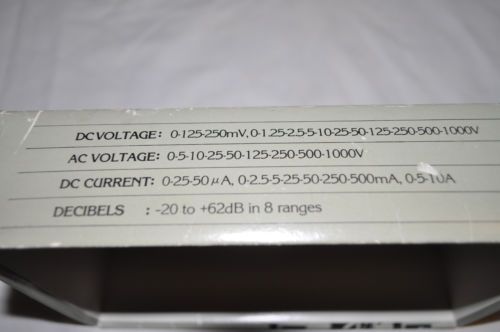 DC VOLTAGE: 0-125-250mV, 0-1.25-2.5-5-10-25-50-125-250-500-1000V
AC VOLTAGE: 0-5-10-25-50-125-250-500-1000V
DC CURRENT: 0-25-50 μA, 0-2.5-5-25-50-250-500mA, 0-5-10A
DECIBELS : -20 to +62dB in 8 ranges